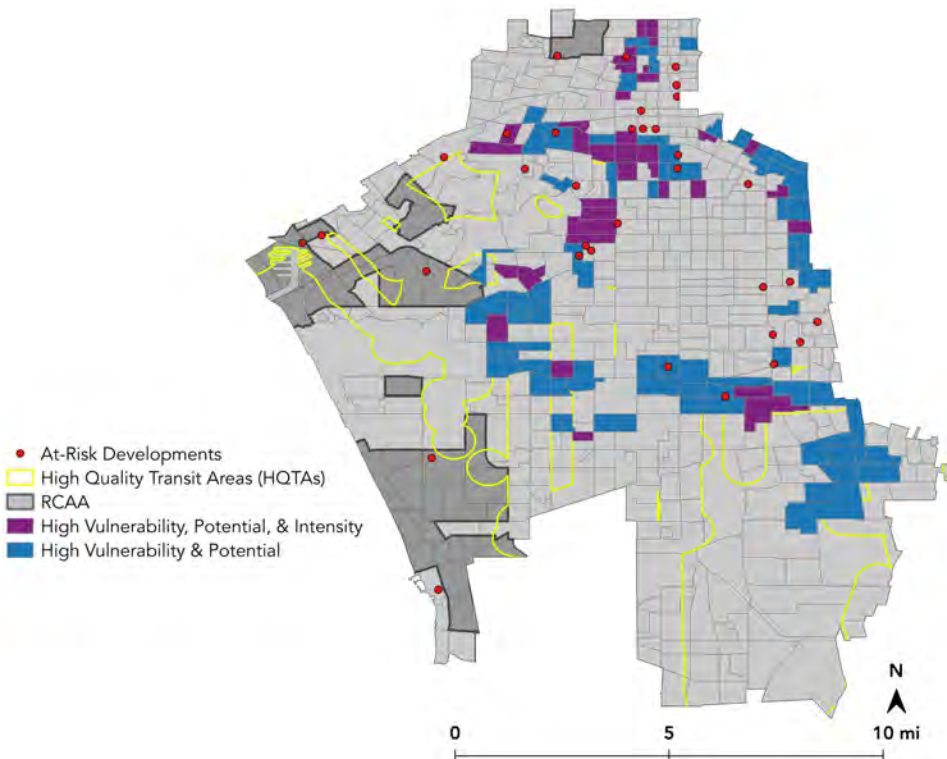 At-Risk Developments
High Quality Transit Areas (HQTAs)
RCAA
High Vulnerability, Potential, & Intensity
High Vulnerability & Potential
N
0 5 10 mi